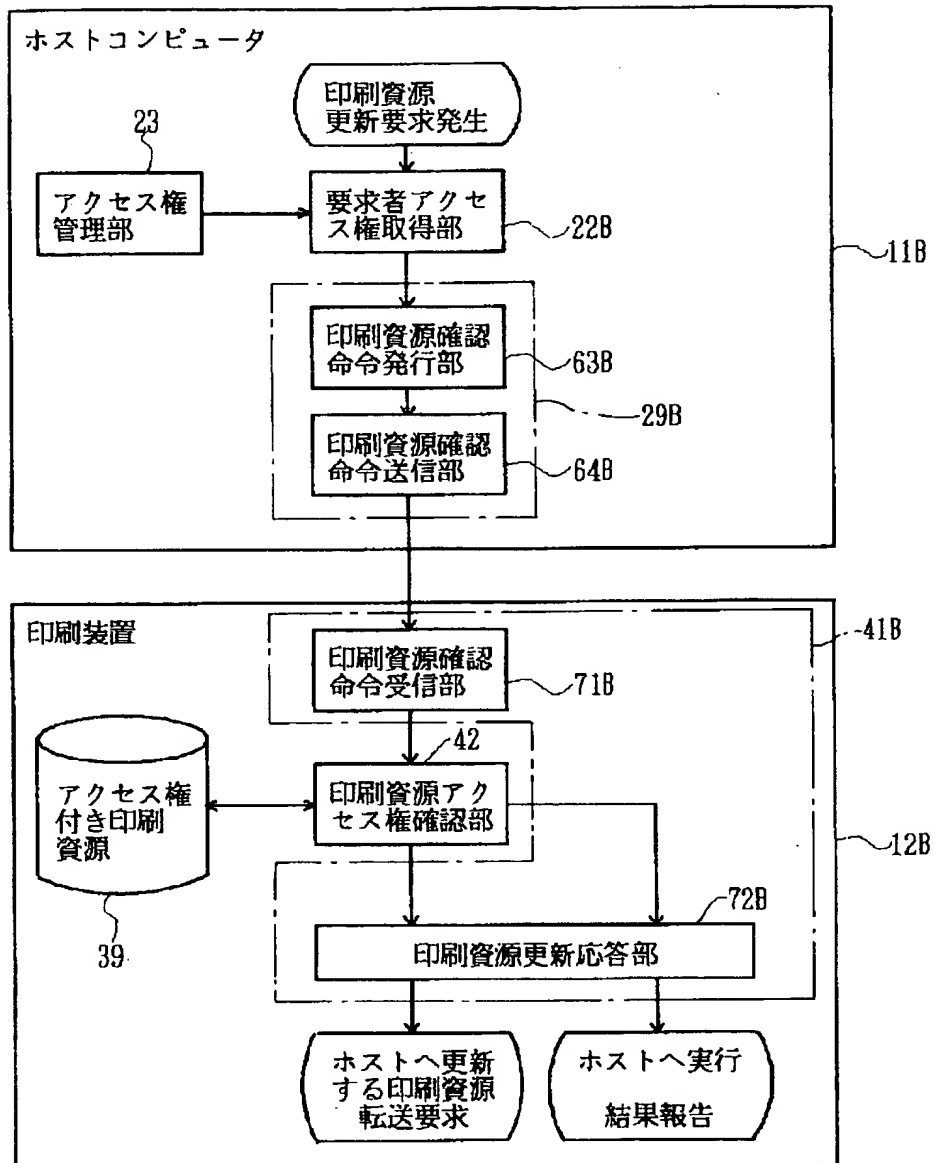 ホストコンピュータ
印刷資源
更新要求発生
23
アクセス権
管理部
要求者アクセ
ス権取得部
22B
11B
印刷資源確認
命令発行部
63B
29B
印刷資源確認
命令送信部
64B
印刷装置
41B
印刷資源確認
命令受信部
71B
42
アクセス権
付き印刷
資源
印刷資源アク
セス権確認部
12B
39
72B
印刷資源更新応答部
ホストへ更新
する印刷資源
転送要求
ホストへ実行
結果報告